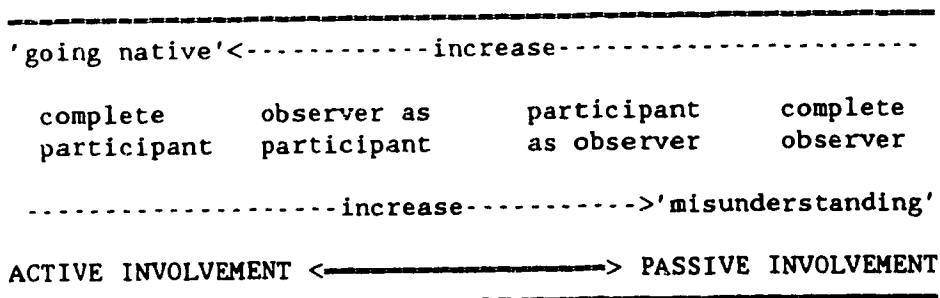 'going native'<------------increase-----------------------
complete observer as participant complete
participant participant as observer observer
--------------------increase----------->'misunderstanding'
ACTIVE INVOLVEMENT <----------------> PASSIVE INVOLVEMENT